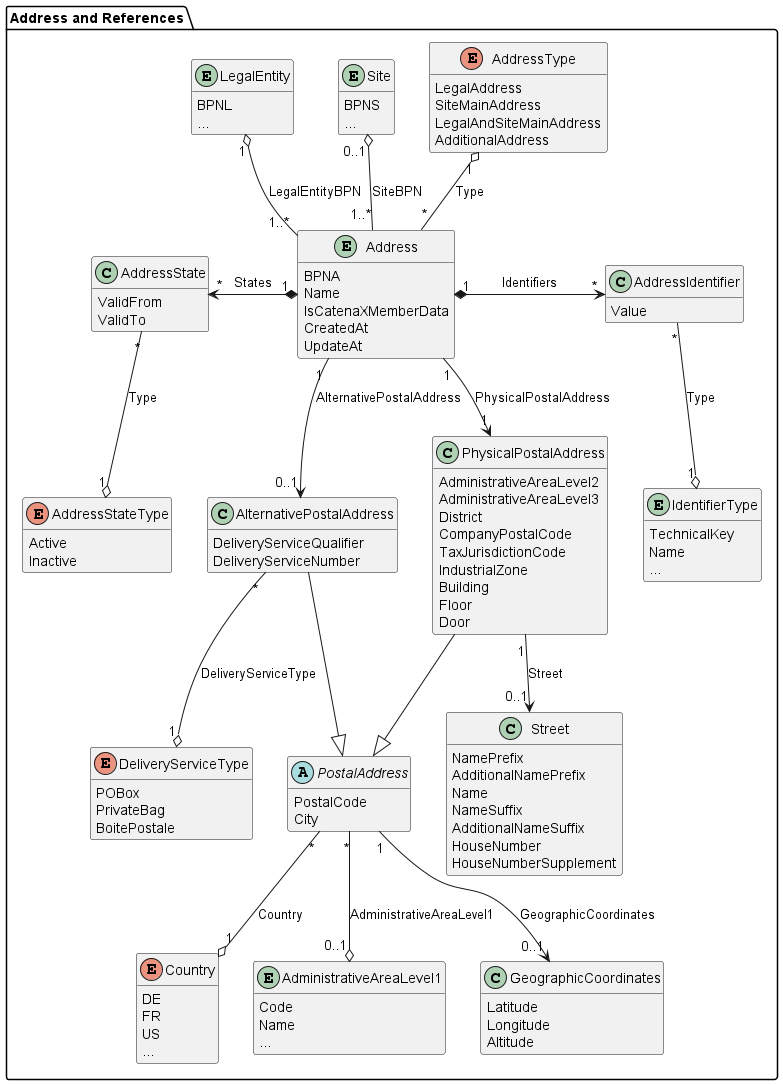 Address and References
E LegalEntity
BPNL
...
E Site
BPNS
...
E AddressType
LegalAddress
SiteMainAddress
LegalAndSiteMainAddress
AdditionalAddress
1
0..1
1
LegalEntityBPN
SiteBPN
Type
1..*
1..*
*
E Address
BPNA
Name
IsCatenaXMemberData
CreatedAt
UpdateAt
C AddressState
ValidFrom
ValidTo
* States 1
1 Identifiers *
C AddressIdentifier
Value
*
Type
1
1
AlternativePostalAddress
0..1
1
PhysicalPostalAddress
1
*
Type
1
E AddressStateType
Active
Inactive
C AlternativePostalAddress
DeliveryServiceQualifier
DeliveryServiceNumber
C PhysicalPostalAddress
AdministrativeAreaLevel2
AdministrativeAreaLevel3
District
CompanyPostalCode
TaxJurisdictionCode
IndustrialZone
Building
Floor
Door
E IdentifierType
TechnicalKey
Name
...
*
DeliveryServiceType
1
1
Street
0..1
E DeliveryServiceType
POBox
PrivateBag
BoitePostale
A PostalAddress
PostalCode
City
C Street
NamePrefix
AdditionalNamePrefix
Name
NameSuffix
AdditionalNameSuffix
HouseNumber
HouseNumberSupplement
*
Country
1
*
AdministrativeAreaLevel1
0..1
1
GeographicCoordinates
0..1
E Country
DE
FR
US
...
E AdministrativeAreaLevel1
Code
Name
...
C GeographicCoordinates
Latitude
Longitude
Altitude